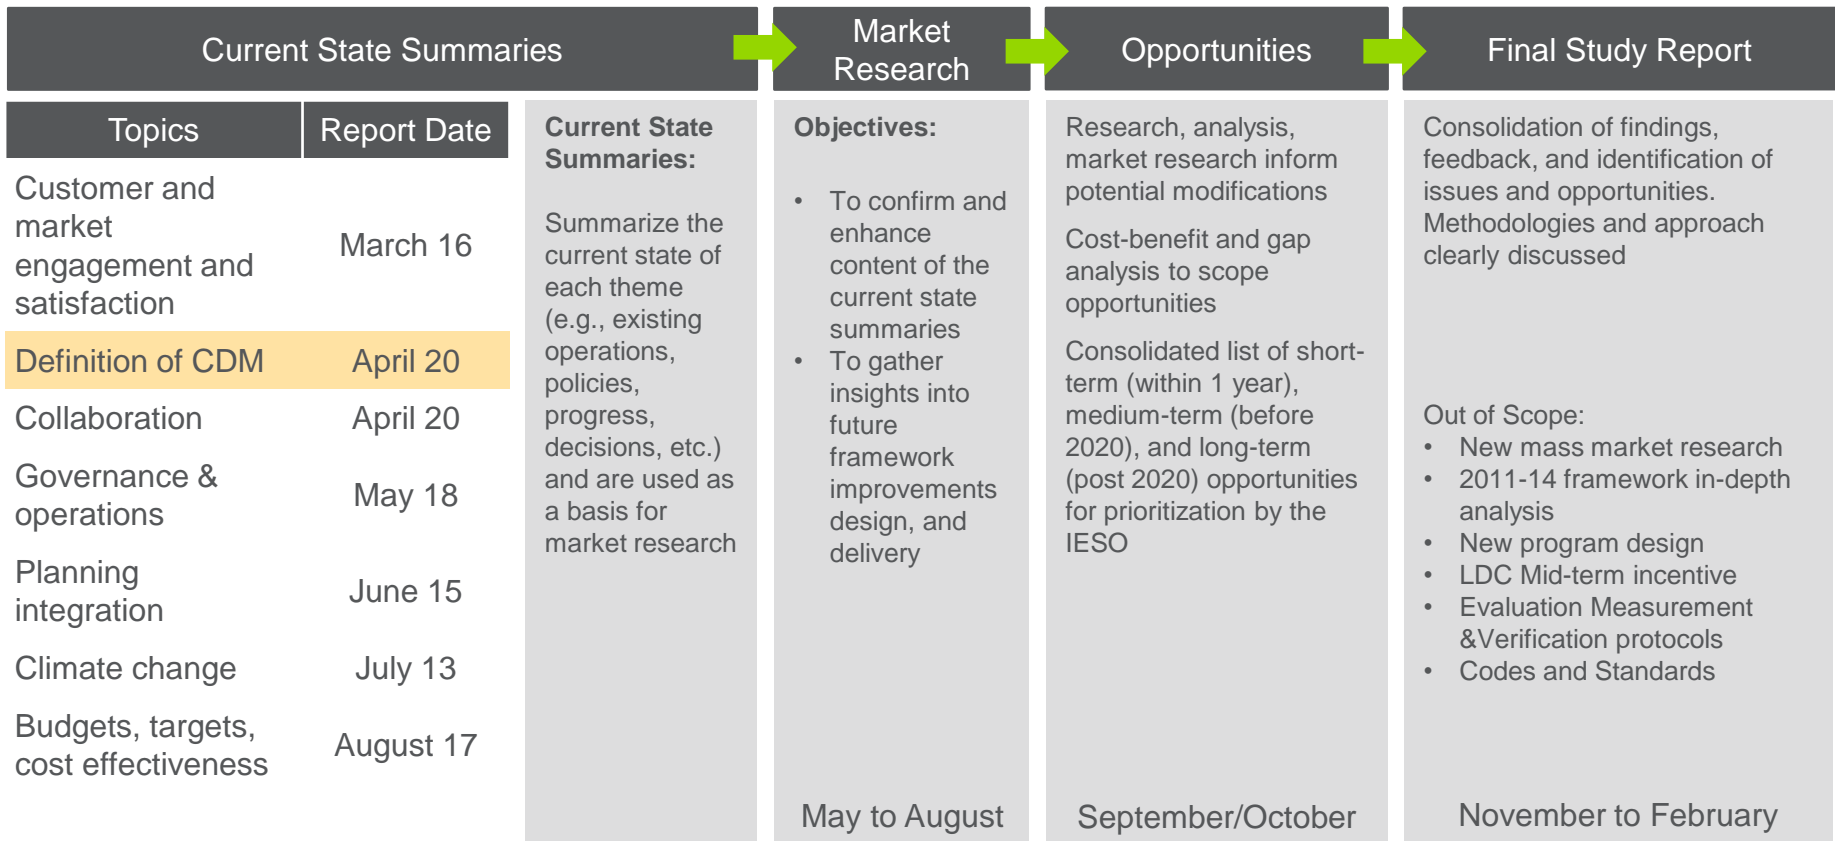 Current State Summaries
Market
Research
Opportunities
Final Study Report
Topics
Report Date
Customer and
market
engagement and
satisfaction
March 16
Definition of CDM
April 20
Collaboration
April 20
Governance &
operations
May 18
Planning
integration
June 15
Climate change
July 13
Budgets, targets,
cost effectiveness
August 17
Current State
Summaries:
Summarize the
current state of
each theme
(e.g., existing
operations,
policies,
progress,
decisions, etc.)
and are used as
a basis for
market research
Objectives:
• To confirm and
enhance
content of the
current state
summaries
• To gather
insights into
future
framework
improvements
design, and
delivery
May to August
Research, analysis,
market research inform
potential modifications
Cost-benefit and gap
analysis to scope
opportunities
Consolidated list of short-
term (within 1 year),
medium-term (before
2020), and long-term
(post 2020) opportunities
for prioritization by the
IESO
September/October
Consolidation of findings,
feedback, and identification of
issues and opportunities.
Methodologies and approach
clearly discussed
Out of Scope:
• New mass market research
• 2011-14 framework in-depth
analysis
• New program design
• LDC Mid-term incentive
• Evaluation Measurement
&Verification protocols
• Codes and Standards
November to February